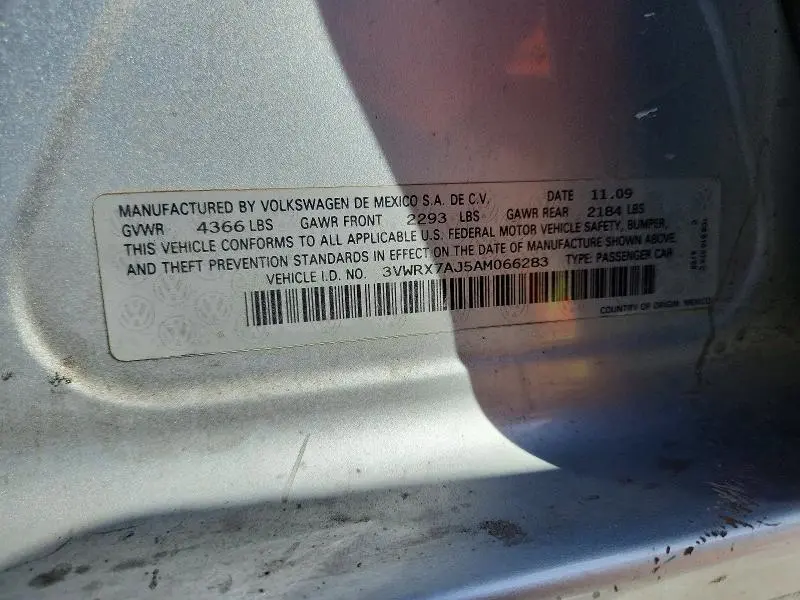 MANUFACTURED BY VOLKSWAGEN DE MEXICO S.A. DE C.V. DATE 11.09
GVWR 4366 LBS GAWR FRONT 2293 LBS GAWR REAR 2184 LBS
THIS VEHICLE CONFORMS TO ALL APPLICABLE U.S. FEDERAL MOTOR VEHICLE SAFETY, BUMPER,
AND THEFT PREVENTION STANDARDS IN EFFECT ON THE DATE OF MANUFACTURE SHOWN ABOVE.
VEHICLE I.D. NO. 3VWRX7AJ5AM066283 TYPE: PASSENGER CAR
COUNTRY OF ORIGIN: MEXICO